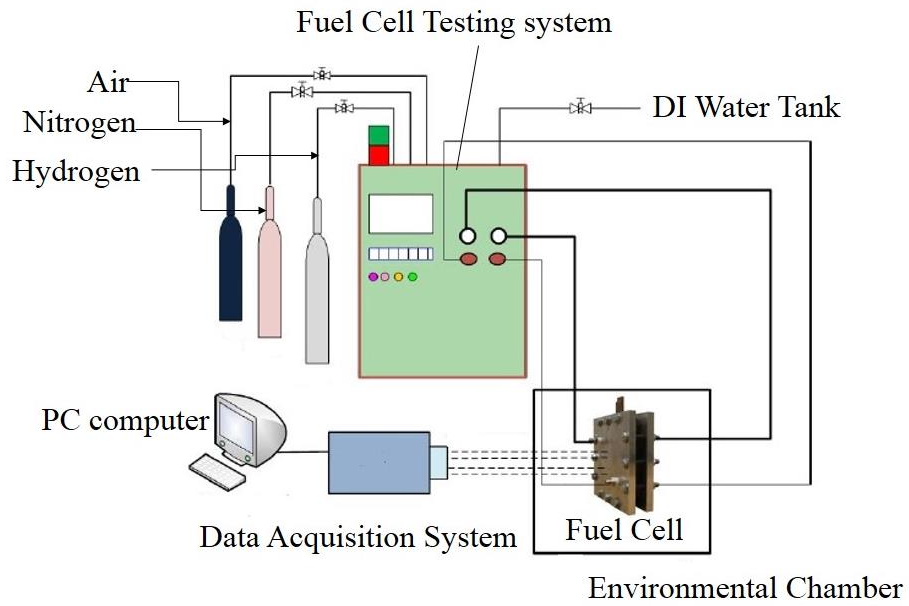 Fuel Cell Testing system
Air
Nitrogen
Hydrogen
DI Water Tank
PC computer
Data Acquisition System
Fuel Cell
Environmental Chamber